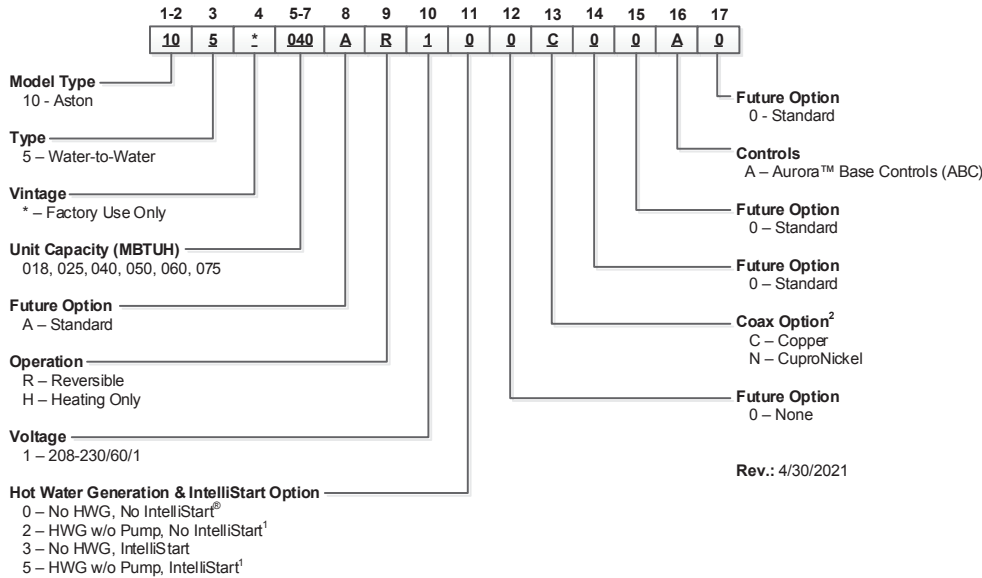 1-2 3 4 5-7 8 9 10 11 12 13 14 15 16 17
10 5 * 040 A R 1 0 0 C 0 0 A 0
Model Type
10 - Aston
Type
5 – Water-to-Water
Vintage
* – Factory Use Only
Unit Capacity (MBTUH)
018, 025, 040, 050, 060, 075
Future Option
A – Standard
Operation
R – Reversible
H – Heating Only
Voltage
1 – 208-230/60/1
Hot Water Generation & IntelliStart Option
0 – No HWG, No IntelliStart®
2 – HWG w/o Pump, No IntelliStart¹
3 – No HWG, IntelliStart
5 – HWG w/o Pump, IntelliStart¹
Future Option
0 - Standard
Controls
A – Aurora™ Base Controls (ABC)
Future Option
0 – Standard
Future Option
0 – Standard
Coax Option²
C – Copper
N – CuproNickel
Future Option
0 – None
Rev.: 4/30/2021